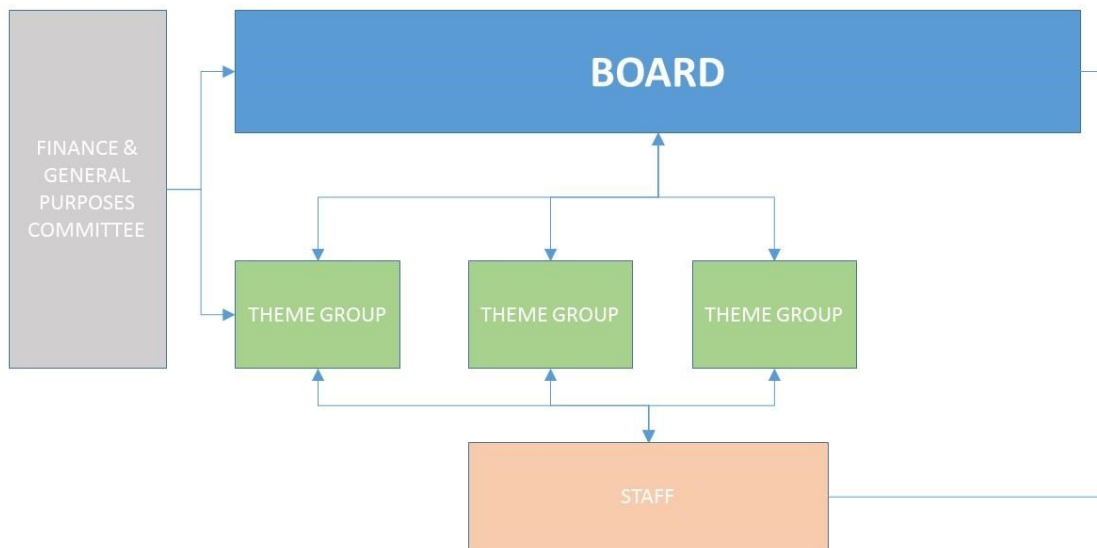 BOARD
FINANCE &
GENERAL
PURPOSES
COMMITTEE
THEME GROUP
THEME GROUP
THEME GROUP
STAFF